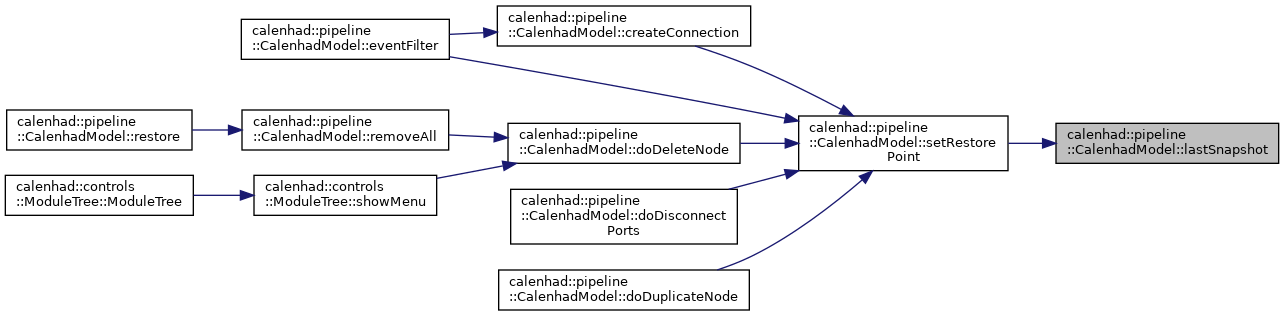 calenhad::pipeline
::CalenhadModel::createConnection
calenhad::pipeline
::CalenhadModel::eventFilter
calenhad::pipeline
::CalenhadModel::restore
calenhad::pipeline
::CalenhadModel::removeAll
calenhad::pipeline
::CalenhadModel::doDeleteNode
calenhad::pipeline
::CalenhadModel::setRestore
Point
calenhad::pipeline
::CalenhadModel::lastSnapshot
calenhad::controls
::ModuleTree::ModuleTree
calenhad::controls
::ModuleTree::showMenu
calenhad::pipeline
::CalenhadModel::doDisconnect
Ports
calenhad::pipeline
::CalenhadModel::doDuplicateNode